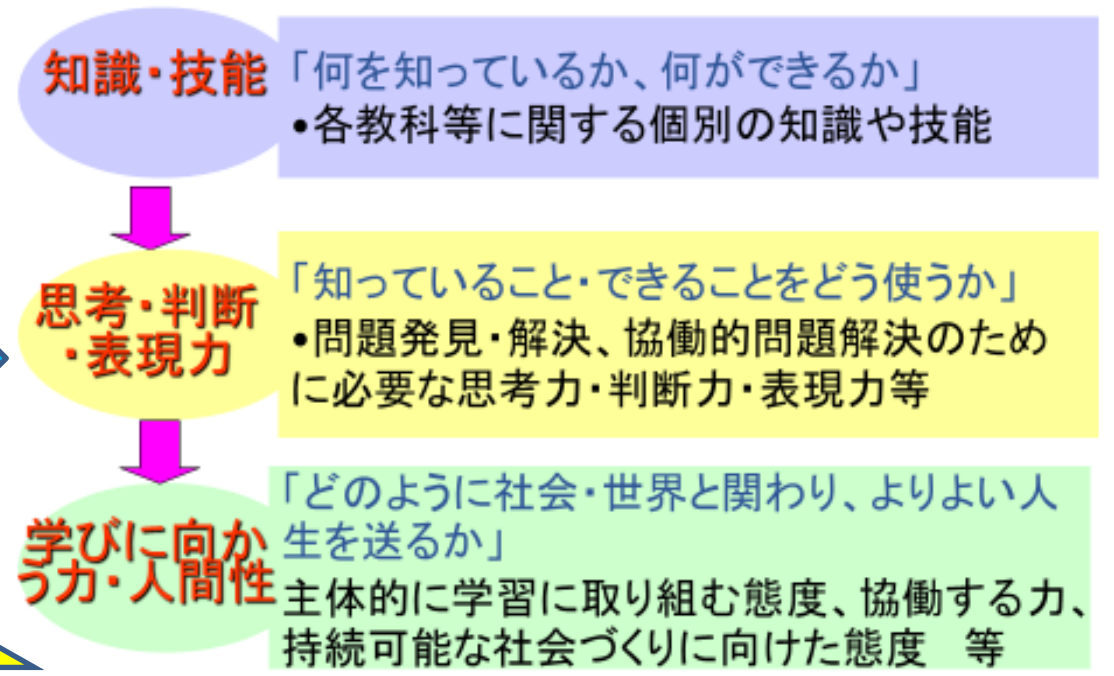 知識・技能
「何を知っているか、何ができるか」
•各教科等に関する個別の知識や技能
思考・判断
・表現力
「知っていること・できることをどう使うか」
•問題発見・解決、協働的問題解決のため
に必要な思考力・判断力・表現力等
学びに向か
う力・人間性
「どのように社会・世界と関わり、よりよい人
生を送るか」
主体的に学習に取り組む態度、協働する力、
持続可能な社会づくりに向けた態度　等